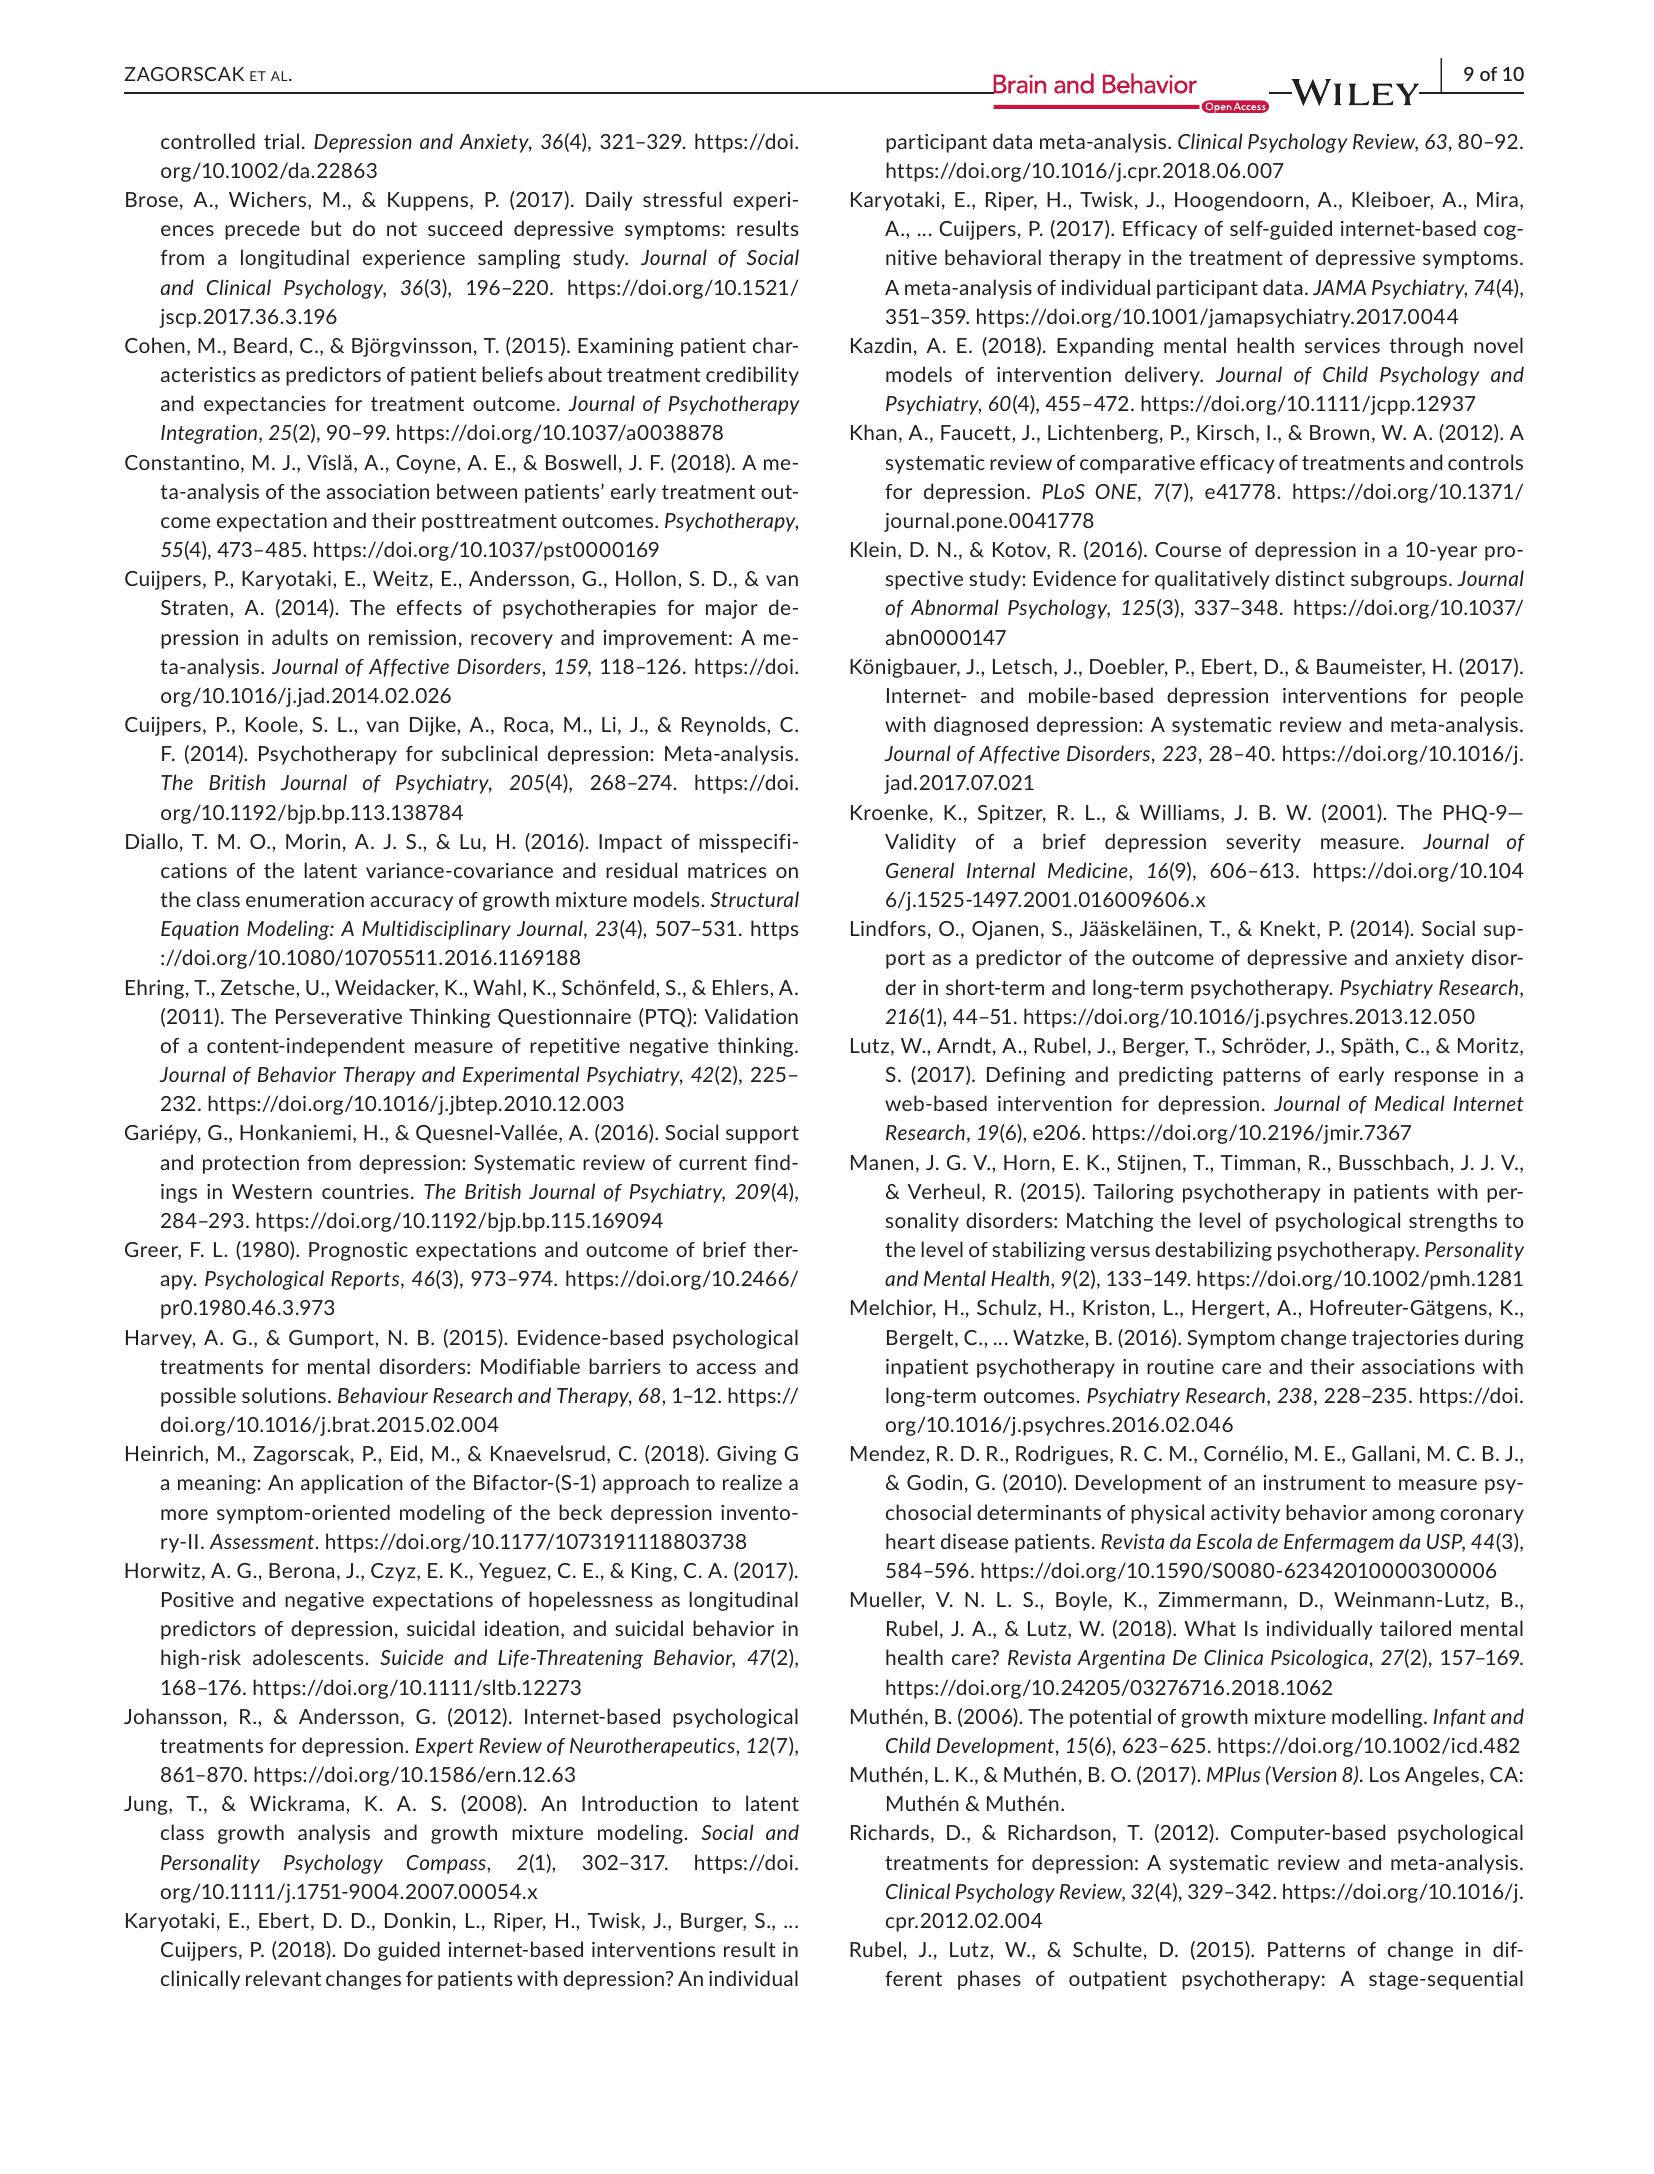 ZAGORSCAK ET AL.
Brain and Behavior
Open Access
WILEY
9 of 10
controlled trial. Depression and Anxiety, 36(4), 321–329. https://doi.
org/10.1002/da.22863
Brose, A., Wichers, M., & Kuppens, P. (2017). Daily stressful experi-
ences precede but do not succeed depressive symptoms: results
from a longitudinal experience sampling study. Journal of Social
and Clinical Psychology, 36(3), 196–220. https://doi.org/10.1521/
jscp.2017.36.3.196
Cohen, M., Beard, C., & Björgvinsson, T. (2015). Examining patient char-
acteristics as predictors of patient beliefs about treatment credibility
and expectancies for treatment outcome. Journal of Psychotherapy
Integration, 25(2), 90–99. https://doi.org/10.1037/a0038878
Constantino, M. J., Vîslă, A., Coyne, A. E., & Boswell, J. F. (2018). A me-
ta-analysis of the association between patients’ early treatment out-
come expectation and their posttreatment outcomes. Psychotherapy,
55(4), 473–485. https://doi.org/10.1037/pst0000169
Cuijpers, P., Karyotaki, E., Weitz, E., Andersson, G., Hollon, S. D., & van
Straten, A. (2014). The effects of psychotherapies for major de-
pression in adults on remission, recovery and improvement: A me-
ta-analysis. Journal of Affective Disorders, 159, 118–126. https://doi.
org/10.1016/j.jad.2014.02.026
Cuijpers, P., Koole, S. L., van Dijke, A., Roca, M., Li, J., & Reynolds, C.
F. (2014). Psychotherapy for subclinical depression: Meta-analysis.
The British Journal of Psychiatry, 205(4), 268–274. https://doi.
org/10.1192/bjp.bp.113.138784
Diallo, T. M. O., Morin, A. J. S., & Lu, H. (2016). Impact of misspecifi-
cations of the latent variance-covariance and residual matrices on
the class enumeration accuracy of growth mixture models. Structural
Equation Modeling: A Multidisciplinary Journal, 23(4), 507–531. https
://doi.org/10.1080/10705511.2016.1169188
Ehring, T., Zetsche, U., Weidacker, K., Wahl, K., Schönfeld, S., & Ehlers, A.
(2011). The Perseverative Thinking Questionnaire (PTQ): Validation
of a content-independent measure of repetitive negative thinking.
Journal of Behavior Therapy and Experimental Psychiatry, 42(2), 225–
232. https://doi.org/10.1016/j.jbtep.2010.12.003
Gariépy, G., Honkaniemi, H., & Quesnel-Vallée, A. (2016). Social support
and protection from depression: Systematic review of current find-
ings in Western countries. The British Journal of Psychiatry, 209(4),
284–293. https://doi.org/10.1192/bjp.bp.115.169094
Greer, F. L. (1980). Prognostic expectations and outcome of brief ther-
apy. Psychological Reports, 46(3), 973–974. https://doi.org/10.2466/
pr0.1980.46.3.973
Harvey, A. G., & Gumport, N. B. (2015). Evidence-based psychological
treatments for mental disorders: Modifiable barriers to access and
possible solutions. Behaviour Research and Therapy, 68, 1–12. https://
doi.org/10.1016/j.brat.2015.02.004
Heinrich, M., Zagorscak, P., Eid, M., & Knaevelsrud, C. (2018). Giving G
a meaning: An application of the Bifactor-(S-1) approach to realize a
more symptom-oriented modeling of the beck depression invento-
ry-II. Assessment. https://doi.org/10.1177/1073191118803738
Horwitz, A. G., Berona, J., Czyz, E. K., Yeguez, C. E., & King, C. A. (2017).
Positive and negative expectations of hopelessness as longitudinal
predictors of depression, suicidal ideation, and suicidal behavior in
high-risk adolescents. Suicide and Life-Threatening Behavior, 47(2),
168–176. https://doi.org/10.1111/sltb.12273
Johansson, R., & Andersson, G. (2012). Internet-based psychological
treatments for depression. Expert Review of Neurotherapeutics, 12(7),
861–870. https://doi.org/10.1586/ern.12.63
Jung, T., & Wickrama, K. A. S. (2008). An Introduction to latent
class growth analysis and growth mixture modeling. Social and
Personality Psychology Compass, 2(1), 302–317. https://doi.
org/10.1111/j.1751-9004.2007.00054.x
Karyotaki, E., Ebert, D. D., Donkin, L., Riper, H., Twisk, J., Burger, S., ...
Cuijpers, P. (2018). Do guided internet-based interventions result in
clinically relevant changes for patients with depression? An individual
participant data meta-analysis. Clinical Psychology Review, 63, 80–92.
https://doi.org/10.1016/j.cpr.2018.06.007
Karyotaki, E., Riper, H., Twisk, J., Hoogendoorn, A., Kleiboer, A., Mira,
A., ... Cuijpers, P. (2017). Efficacy of self-guided internet-based cog-
nitive behavioral therapy in the treatment of depressive symptoms.
A meta-analysis of individual participant data. JAMA Psychiatry, 74(4),
351–359. https://doi.org/10.1001/jamapsychiatry.2017.0044
Kazdin, A. E. (2018). Expanding mental health services through novel
models of intervention delivery. Journal of Child Psychology and
Psychiatry, 60(4), 455–472. https://doi.org/10.1111/jcpp.12937
Khan, A., Faucett, J., Lichtenberg, P., Kirsch, I., & Brown, W. A. (2012). A
systematic review of comparative efficacy of treatments and controls
for depression. PLoS ONE, 7(7), e41778. https://doi.org/10.1371/
journal.pone.0041778
Klein, D. N., & Kotov, R. (2016). Course of depression in a 10-year pro-
spective study: Evidence for qualitatively distinct subgroups. Journal
of Abnormal Psychology, 125(3), 337–348. https://doi.org/10.1037/
abn0000147
Königbauer, J., Letsch, J., Doebler, P., Ebert, D., & Baumeister, H. (2017).
Internet- and mobile-based depression interventions for people
with diagnosed depression: A systematic review and meta-analysis.
Journal of Affective Disorders, 223, 28–40. https://doi.org/10.1016/j.
jad.2017.07.021
Kroenke, K., Spitzer, R. L., & Williams, J. B. W. (2001). The PHQ-9—
Validity of a brief depression severity measure. Journal of
General Internal Medicine, 16(9), 606–613. https://doi.org/10.104
6/j.1525-1497.2001.016009606.x
Lindfors, O., Ojanen, S., Jääskeläinen, T., & Knekt, P. (2014). Social sup-
port as a predictor of the outcome of depressive and anxiety disor-
der in short-term and long-term psychotherapy. Psychiatry Research,
216(1), 44–51. https://doi.org/10.1016/j.psychres.2013.12.050
Lutz, W., Arndt, A., Rubel, J., Berger, T., Schröder, J., Späth, C., & Moritz,
S. (2017). Defining and predicting patterns of early response in a
web-based intervention for depression. Journal of Medical Internet
Research, 19(6), e206. https://doi.org/10.2196/jmir.7367
Manen, J. G. V., Horn, E. K., Stijnen, T., Timman, R., Busschbach, J. J. V.,
& Verheul, R. (2015). Tailoring psychotherapy in patients with per-
sonality disorders: Matching the level of psychological strengths to
the level of stabilizing versus destabilizing psychotherapy. Personality
and Mental Health, 9(2), 133–149. https://doi.org/10.1002/pmh.1281
Melchior, H., Schulz, H., Kriston, L., Hergert, A., Hofreuter-Gätgens, K.,
Bergelt, C., ... Watzke, B. (2016). Symptom change trajectories during
inpatient psychotherapy in routine care and their associations with
long-term outcomes. Psychiatry Research, 238, 228–235. https://doi.
org/10.1016/j.psychres.2016.02.046
Mendez, R. D. R., Rodrigues, R. C. M., Cornélio, M. E., Gallani, M. C. B. J.,
& Godin, G. (2010). Development of an instrument to measure psy-
chosocial determinants of physical activity behavior among coronary
heart disease patients. Revista da Escola de Enfermagem da USP, 44(3),
584–596. https://doi.org/10.1590/S0080-62342010000300006
Mueller, V. N. L. S., Boyle, K., Zimmermann, D., Weinmann-Lutz, B.,
Rubel, J. A., & Lutz, W. (2018). What Is individually tailored mental
health care? Revista Argentina De Clinica Psicologica, 27(2), 157–169.
https://doi.org/10.24205/03276716.2018.1062
Muthén, B. (2006). The potential of growth mixture modelling. Infant and
Child Development, 15(6), 623–625. https://doi.org/10.1002/icd.482
Muthén, L. K., & Muthén, B. O. (2017). MPlus (Version 8). Los Angeles, CA:
Muthén & Muthén.
Richards, D., & Richardson, T. (2012). Computer-based psychological
treatments for depression: A systematic review and meta-analysis.
Clinical Psychology Review, 32(4), 329–342. https://doi.org/10.1016/j.
cpr.2012.02.004
Rubel, J., Lutz, W., & Schulte, D. (2015). Patterns of change in dif-
ferent phases of outpatient psychotherapy: A stage-sequential